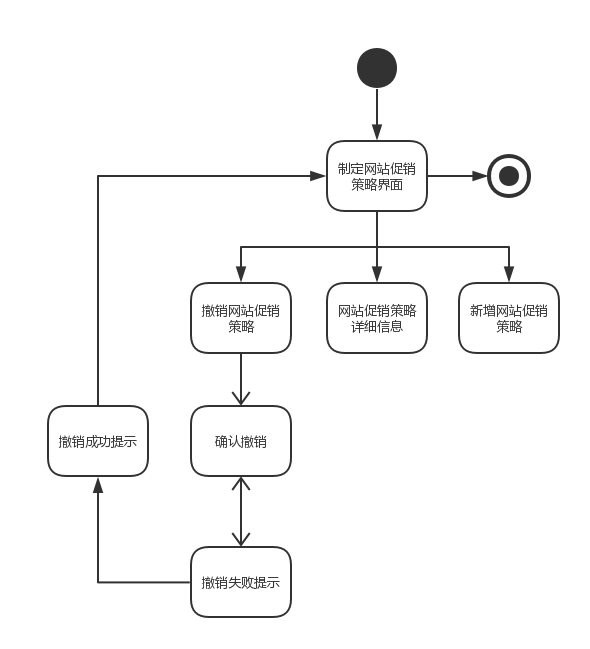 制定网站促销
策略界面
撤销网站促销
策略
网站促销策略
详细信息
新增网站促销
策略
撤销成功提示
确认撤销
撤销失败提示